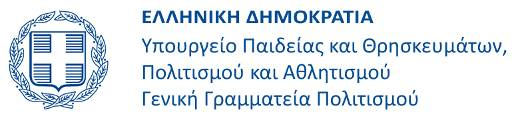 ΕΛΛΗΝΙΚΗ ΔΗΜΟΚΡΑΤΙΑ
Υπουργείο Παιδείας και Θρησκευμάτων,
Πολιτισμού και Αθλητισμού
Γενική Γραμματεία Πολιτισμού